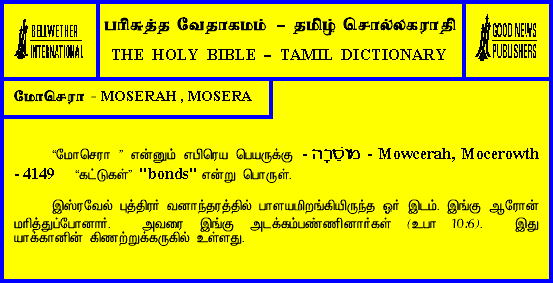 BELLWETHER
INTERNATIONAL
பரிசுத்த வேதாகமம் – தமிழ் சொல்லகராதி
THE HOLY BIBLE – TAMIL DICTIONARY
GOOD NEWS
PUBLISHERS
மோசெரா - MOSERAH , MOSERA
“மோசெரா ” என்னும் எபிரெய பெயருக்கு - מוֹסֵרָה - Mowcerah, Mocerowth
- 4149 “கட்டுகள்” "bonds" என்று பொருள்.
இஸ்ரவேல் புத்திரர் வனாந்தரத்தில் பாளயமிறங்கியிருந்த ஓர் இடம். இங்கு ஆரோன்
மரித்துப்போனார். அவரை இங்கு அடக்கம்பண்ணினார்கள் (உபா 10:6). இது
யாக்கானின் கிணற்றுக்கருகில் உள்ளது.